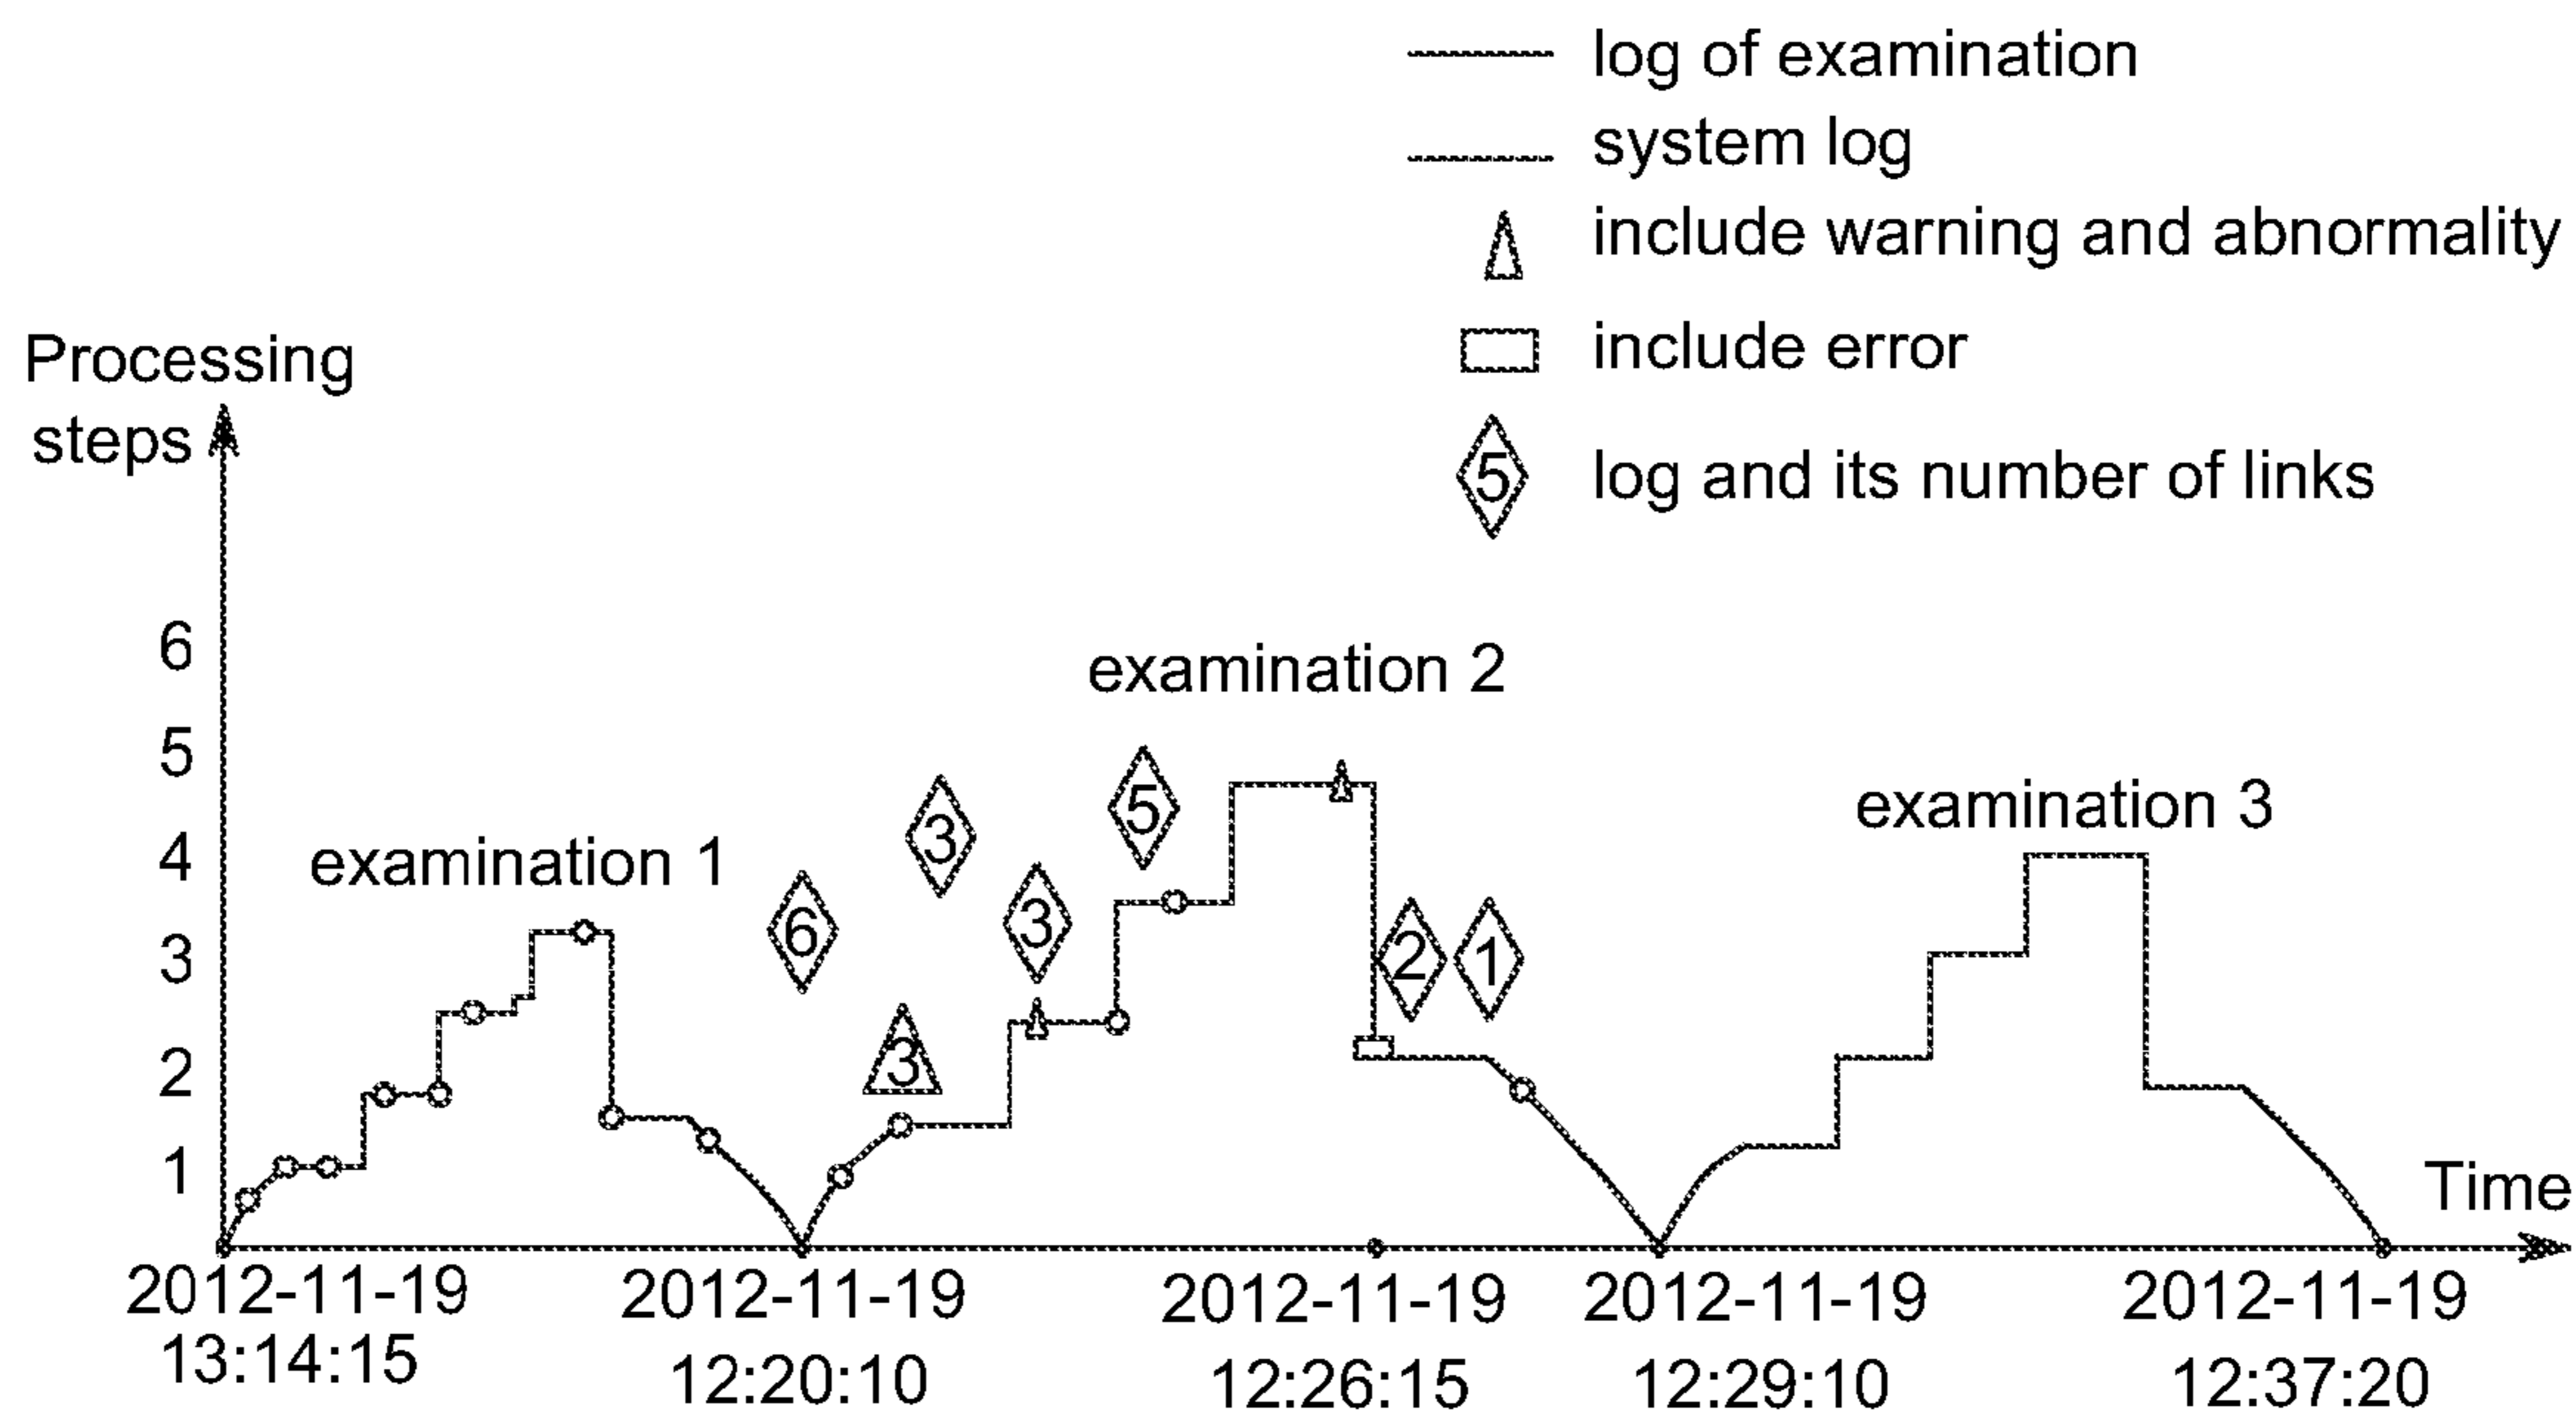 log of examination
system log
include warning and abnormality
include error
5 log and its number of links
Processing
steps
6
5
4
3
2
1
examination 1
examination 2
examination 3
6
3
3
3
5
2
1
Time
2012-11-19
13:14:15
2012-11-19
12:20:10
2012-11-19
12:26:15
2012-11-19
12:29:10
2012-11-19
12:37:20